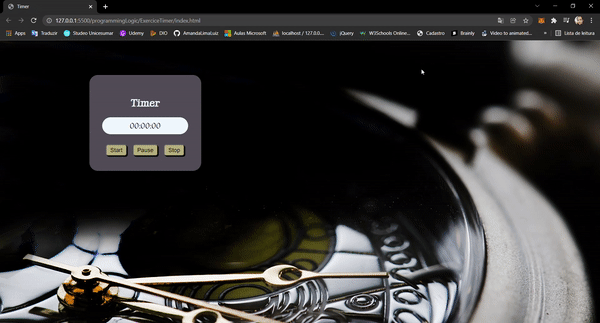 Timer
127.0.0.1:5500/programmingLogic/ExerciceTimer/index.html
Apps Traduzir Studeo Unicesumar Udemy DIO AmandaLimaLuiz Aulas Microsoft localhost / 127.0.0... jQuery W3Schools Online... Cadastro Brainly Video to animated... » Lista de leitura
Timer
00:00:00
Start Pause Stop